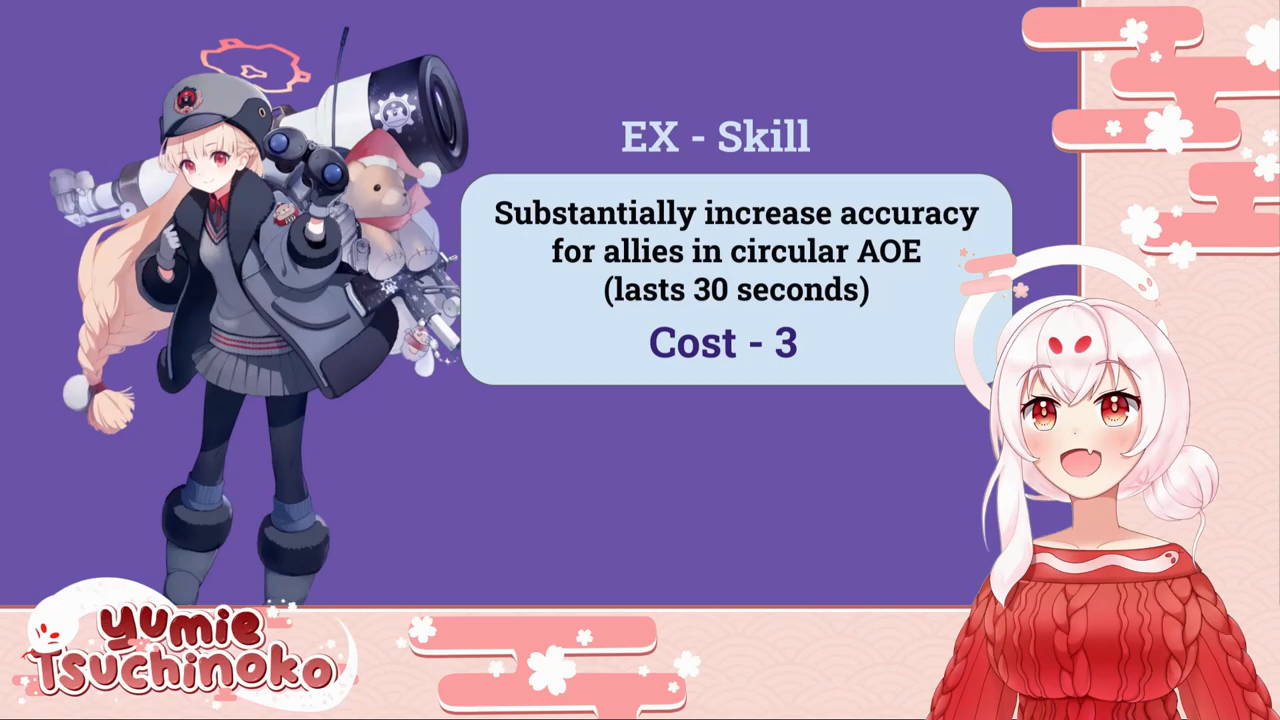 EX - Skill
Substantially increase accuracy
for allies in circular AOE
(lasts 30 seconds)
Cost - 3
yumie
Tsuchinoko